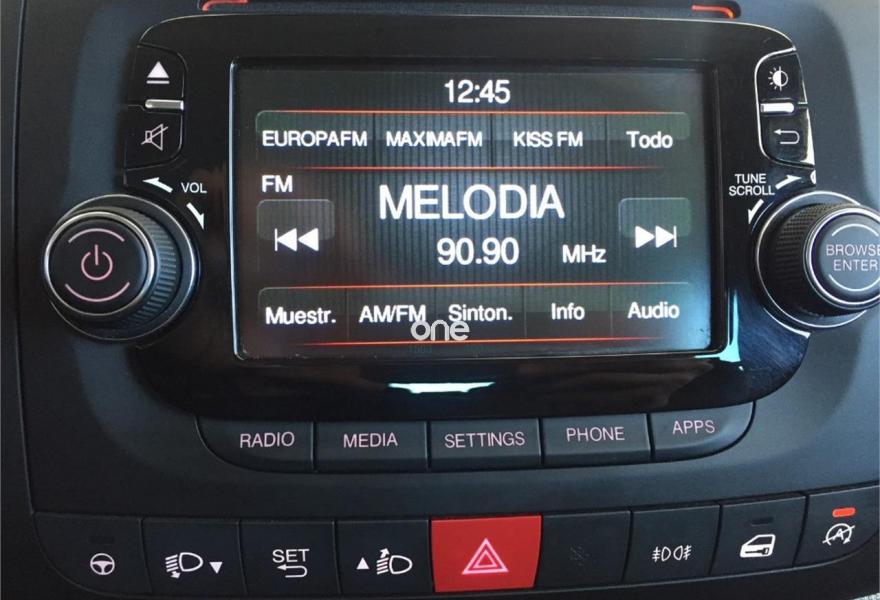 12:45
EUROPAFM MAXIMAFM KISS FM Todo
FM
MELODIA
90.90 MHz
Muestr. AM/FM Sinton. Info Audio
one
VOL
TUNE
SCROLL
BROWSE
ENTER
RADIO MEDIA SETTINGS PHONE APPS
SET